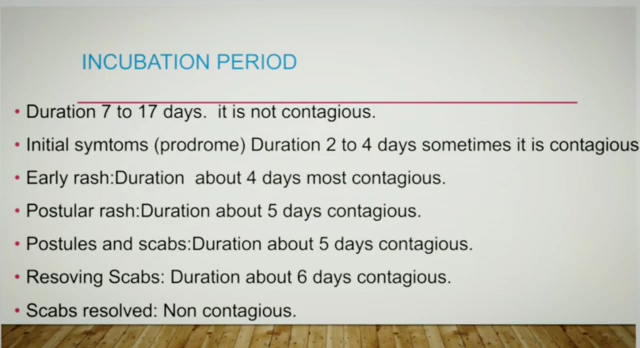 INCUBATION PERIOD
• Duration 7 to 17 days. it is not contagious.
• Initial symtoms (prodrome) Duration 2 to 4 days sometimes it is contagious
• Early rash:Duration about 4 days most contagious.
• Postular rash:Duration about 5 days contagious.
• Postules and scabs:Duration about 5 days contagious.
• Resoving Scabs: Duration about 6 days contagious.
• Scabs resolved: Non contagious.